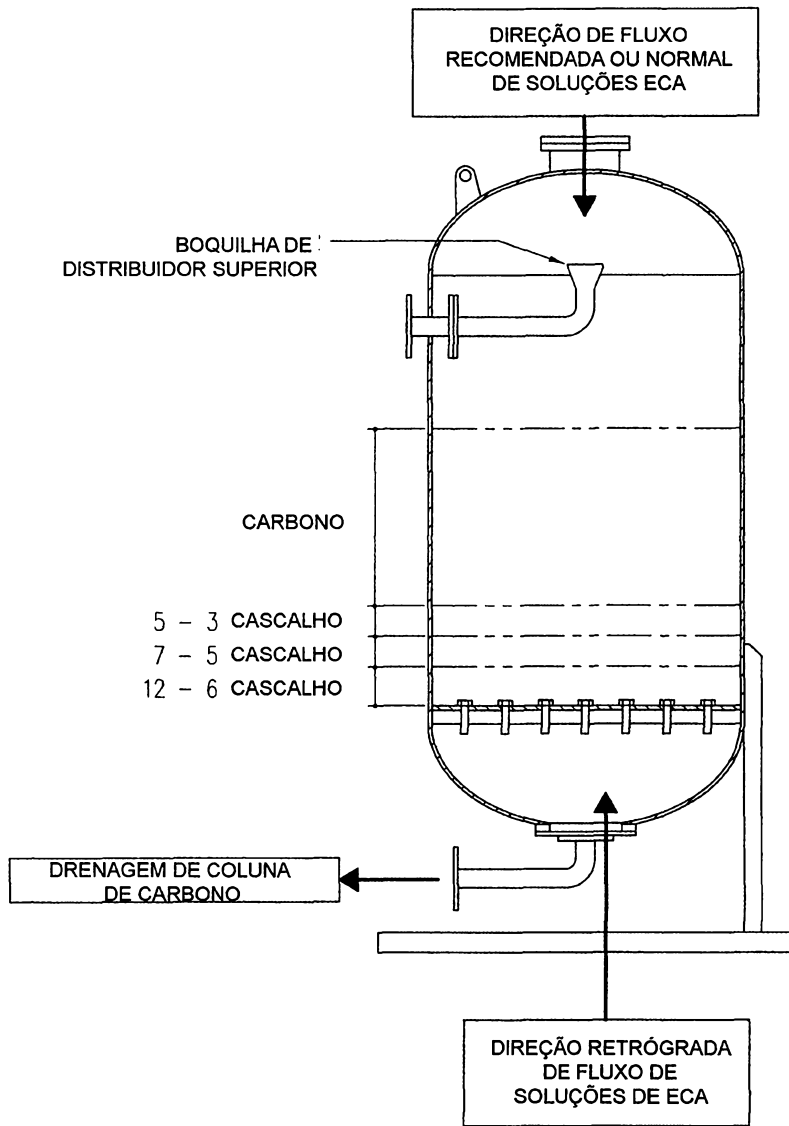 DIREÇÃO DE FLUXO
RECOMENDADA OU NORMAL
DE SOLUÇÕES ECA
BOQUILHA DE
DISTRIBUIDOR SUPERIOR
CARBONO
5 - 3 CASCALHO
7 - 5 CASCALHO
12 - 6 CASCALHO
DRENAGEM DE COLUNA
DE CARBONO
DIREÇÃO RETRÓGRADA
DE FLUXO DE
SOLUÇÕES DE ECA